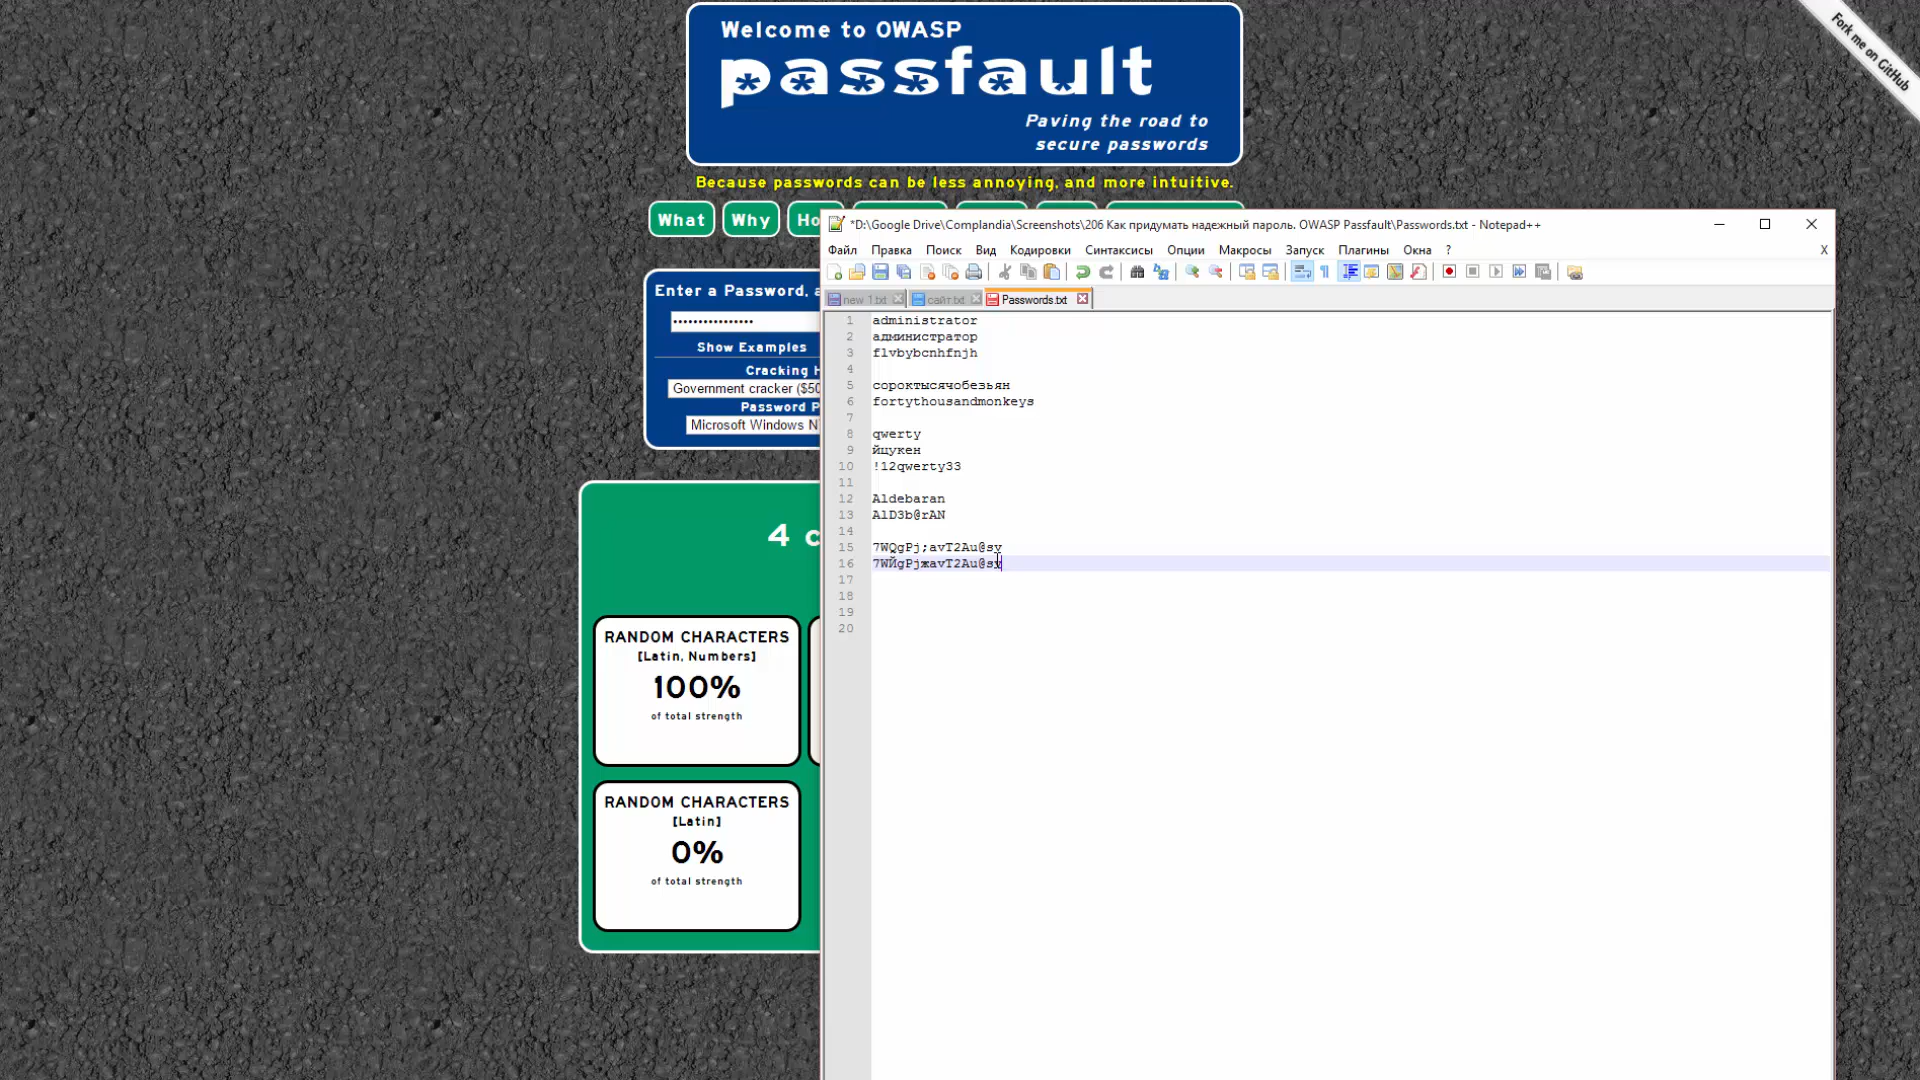 Welcome to OWASP
passfault
Paving the road to
secure passwords
Fork me on GitHub
Because passwords can be less annoying, and more intuitive.
What Why Ho
Enter a Password, a
••••••••••••••••
Show Examples
Cracking H
Government cracker ($50
Password P
Microsoft Windows N
4 c
RANDOM CHARACTERS
[Latin, Numbers]
100%
of total strength
RANDOM CHARACTERS
[Latin]
0%
of total strength
*D:\Google Drive\Complandia\Screenshots\206 Как придумать надежный пароль. OWASP Passfault\Passwords.txt - Notepad++
Файл Правка Поиск Вид Кодировки Синтаксисы Опции Макросы Запуск Плагины Окна ? X
new 1.txt сайт.txt Passwords.txt
1 administrator
2 администратор
3 flvbybcnhfnjh
4
5 сороктысячобезьян
6 fortythousandmonkeys
7
8 qwerty
9 йцукен
10 !12qwerty33
11
12 Aldebaran
13 AlD3b@rAN
14
15 7WQgPj;avT2Au@sy
16 7WЙgPjжavT2Au@sy
17
18
19
20